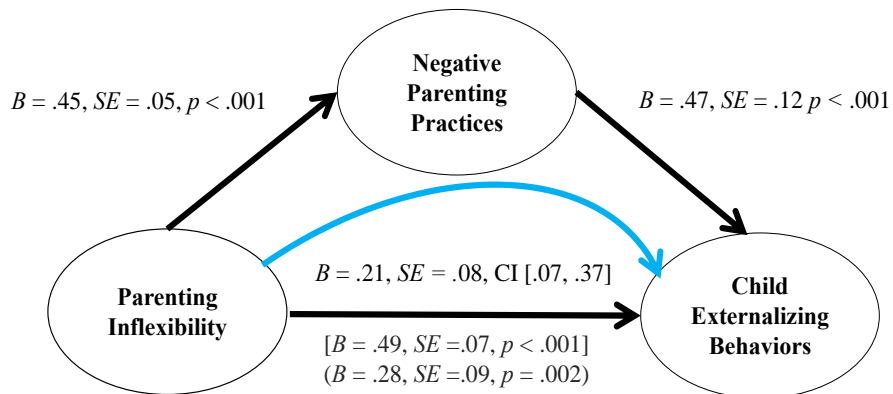 Negative
Parenting
Practices
B = .45, SE = .05, p < .001
B = .47, SE = .12 p < .001
B = .21, SE = .08, CI [.07, .37]
Parenting
Inflexibility
Child
Externalizing
Behaviors
[B = .49, SE =.07, p < .001]
(B = .28, SE =.09, p = .002)